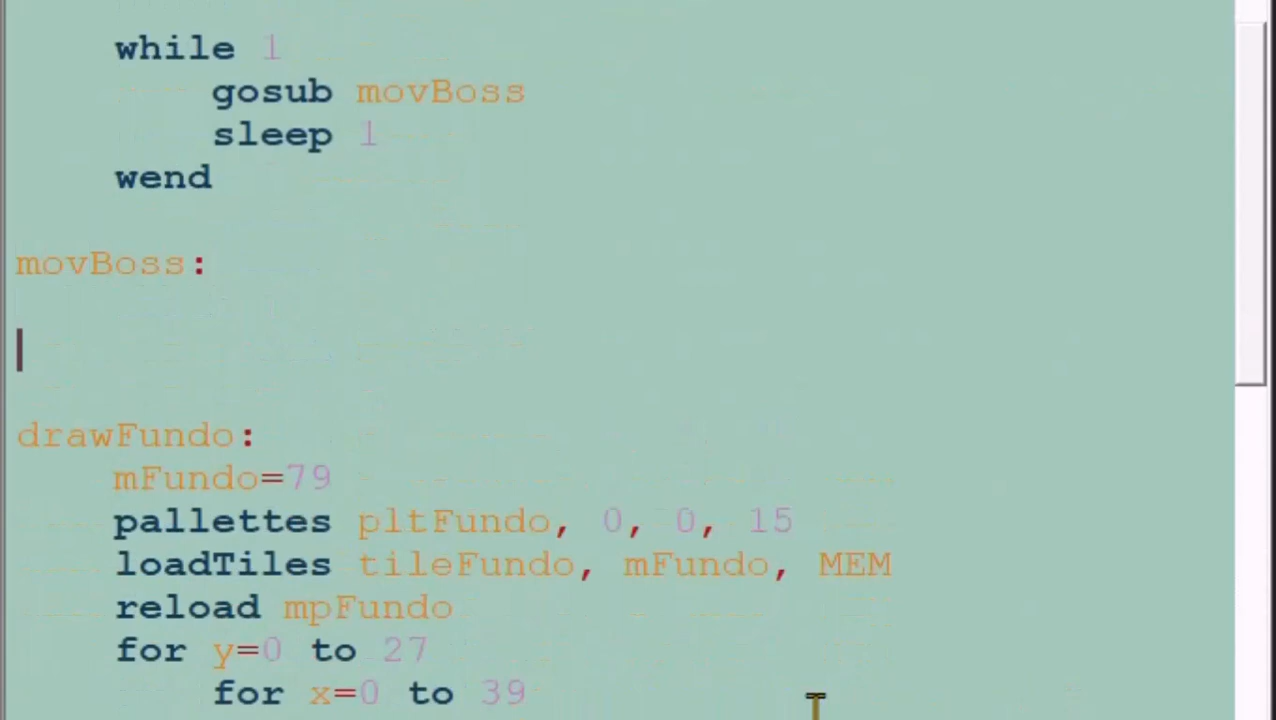 while 1
gosub movBoss
sleep 1
wend
movBoss:
drawFundo:
mFundo=79
pallettes pltFundo, 0, 0, 15
loadTiles tileFundo, mFundo, MEM
reload mpFundo
for y=0 to 27
for x=0 to 39